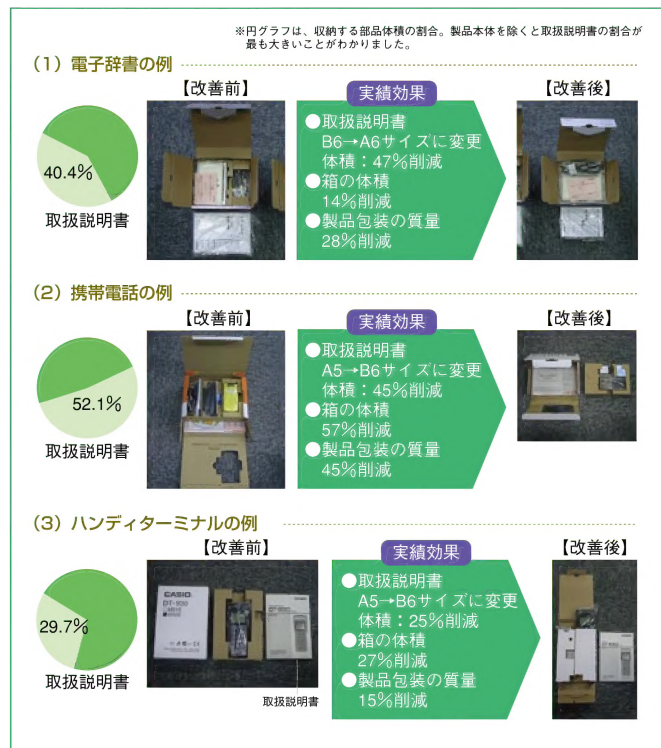 ※円グラフは、収納する部品体積の割合。製品本体を除くと取扱説明書の割合が
最も大きいことがわかりました。
(1)電子辞書の例
【改善前】
実績効果
【改善後】
40.4%
取扱説明書
●取扱説明書
B6→A6サイズに変更
体積：47%削減
●箱の体積
14%削減
●製品包装の質量
28%削減
(2)携帯電話の例
【改善前】
実績効果
【改善後】
52.1%
取扱説明書
●取扱説明書
A5→B6サイズに変更
体積：45%削減
●箱の体積
57%削減
●製品包装の質量
45%削減
(3)ハンディターミナルの例
【改善前】
実績効果
【改善後】
29.7%
取扱説明書
CASIO
DT-930
取扱説明書
●取扱説明書
A5→B6サイズに変更
体積：25%削減
●箱の体積
27%削減
●製品包装の質量
15%削減